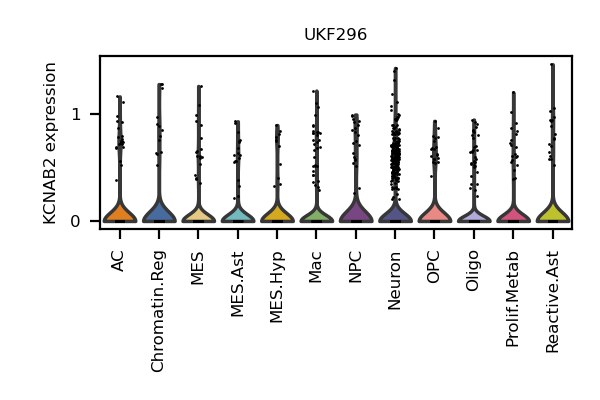 UKF296
KCNAB2 expression
1
0
AC
Chromatin.Reg
MES
MES.Ast
MES.Hyp
Mac
NPC
Neuron
OPC
Oligo
Prolif.Metab
Reactive.Ast